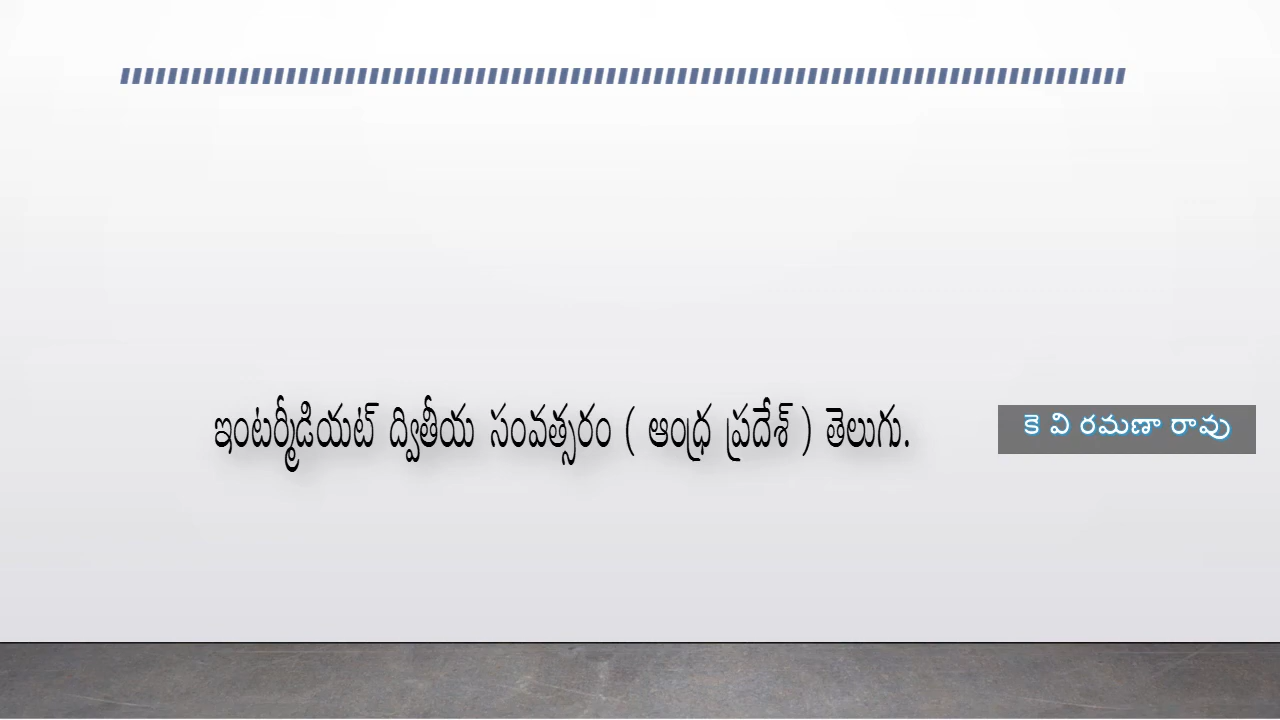 ఇంటర్మీడియట్ ద్వితీయ సంవత్సరం ( ఆంధ్ర ప్రదేశ్ ) తెలుగు.
కె వి రమణా రావు